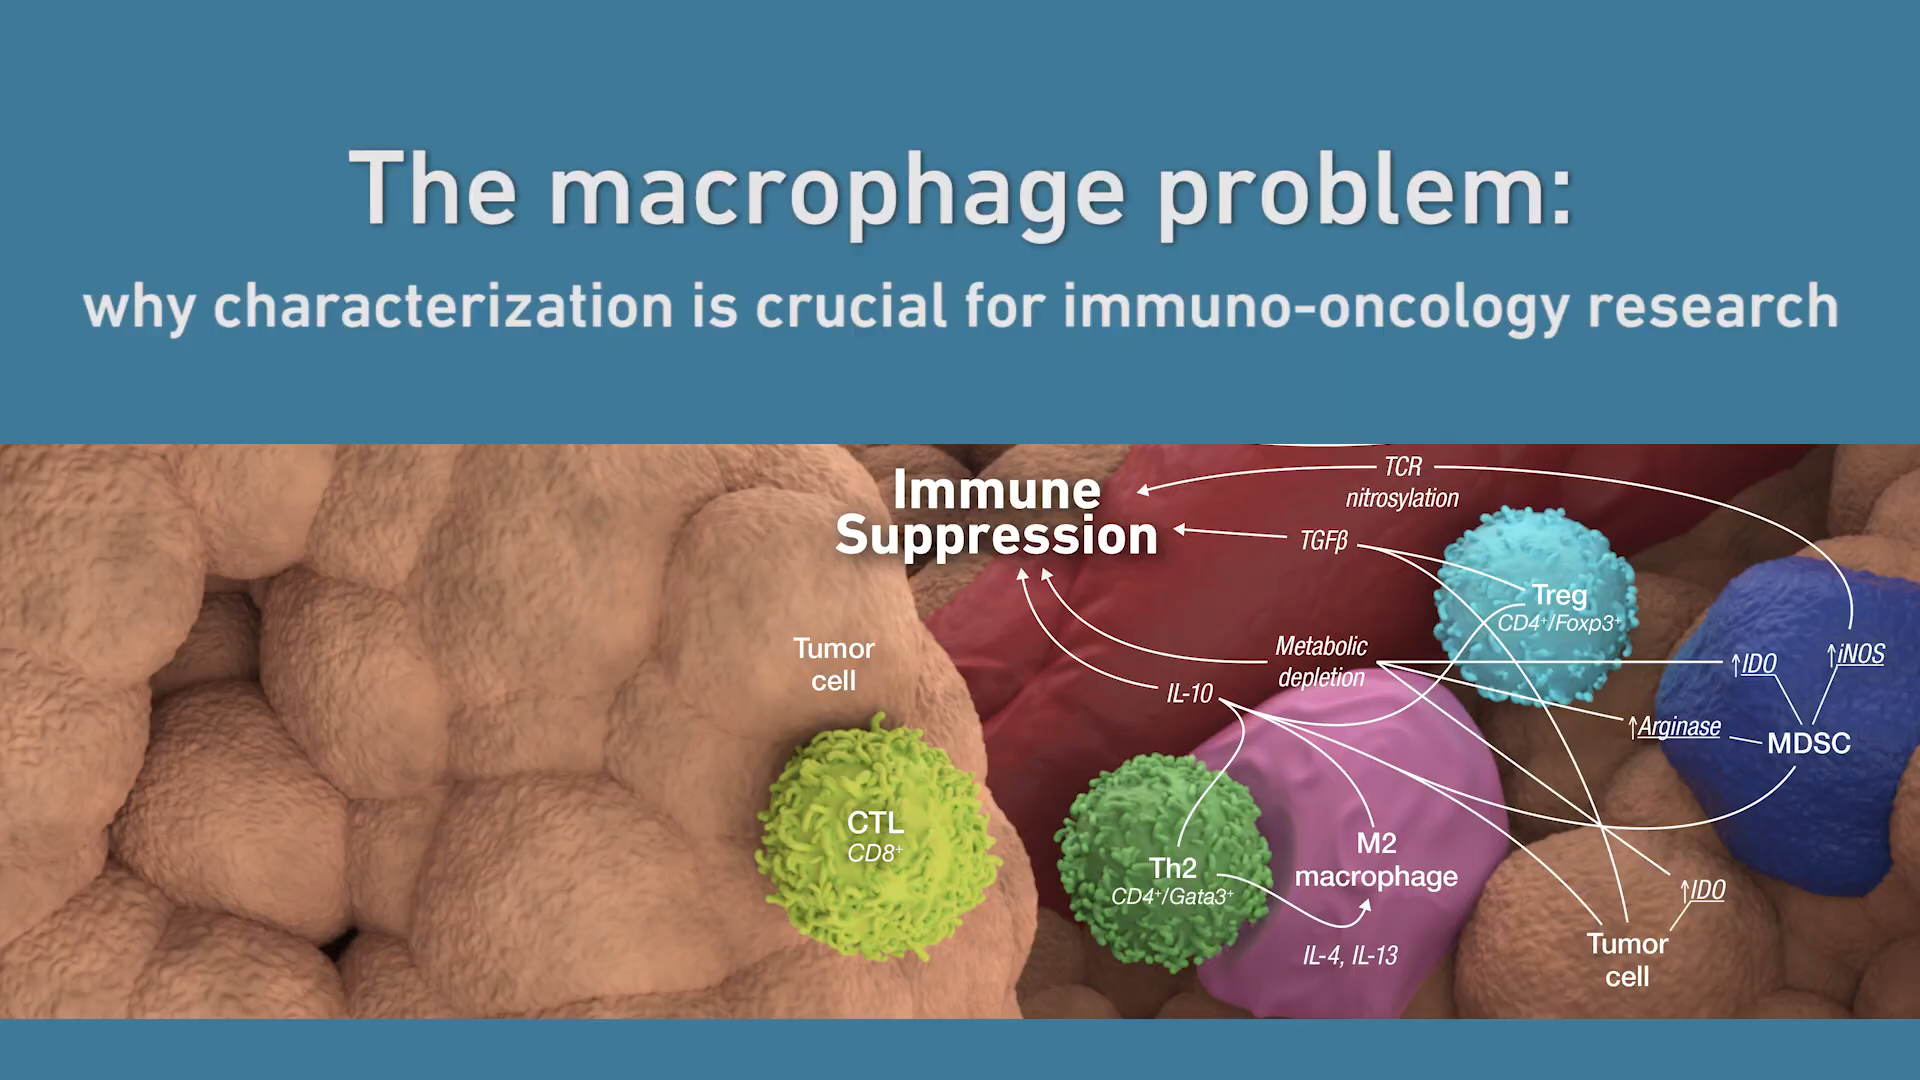 The macrophage problem:
why characterization is crucial for immuno-oncology research
Immune
Suppression
TCR
nitrosylation
TGFβ
Treg
CD4⁺/Foxp3⁺
Metabolic
depletion
IL-10
↑IDO
↑iNOS
↑Arginase
MDSC
Tumor
cell
CTL
CD8⁺
Th2
CD4⁺/Gata3⁺
M2
macrophage
IL-4, IL-13
↑IDO
Tumor
cell